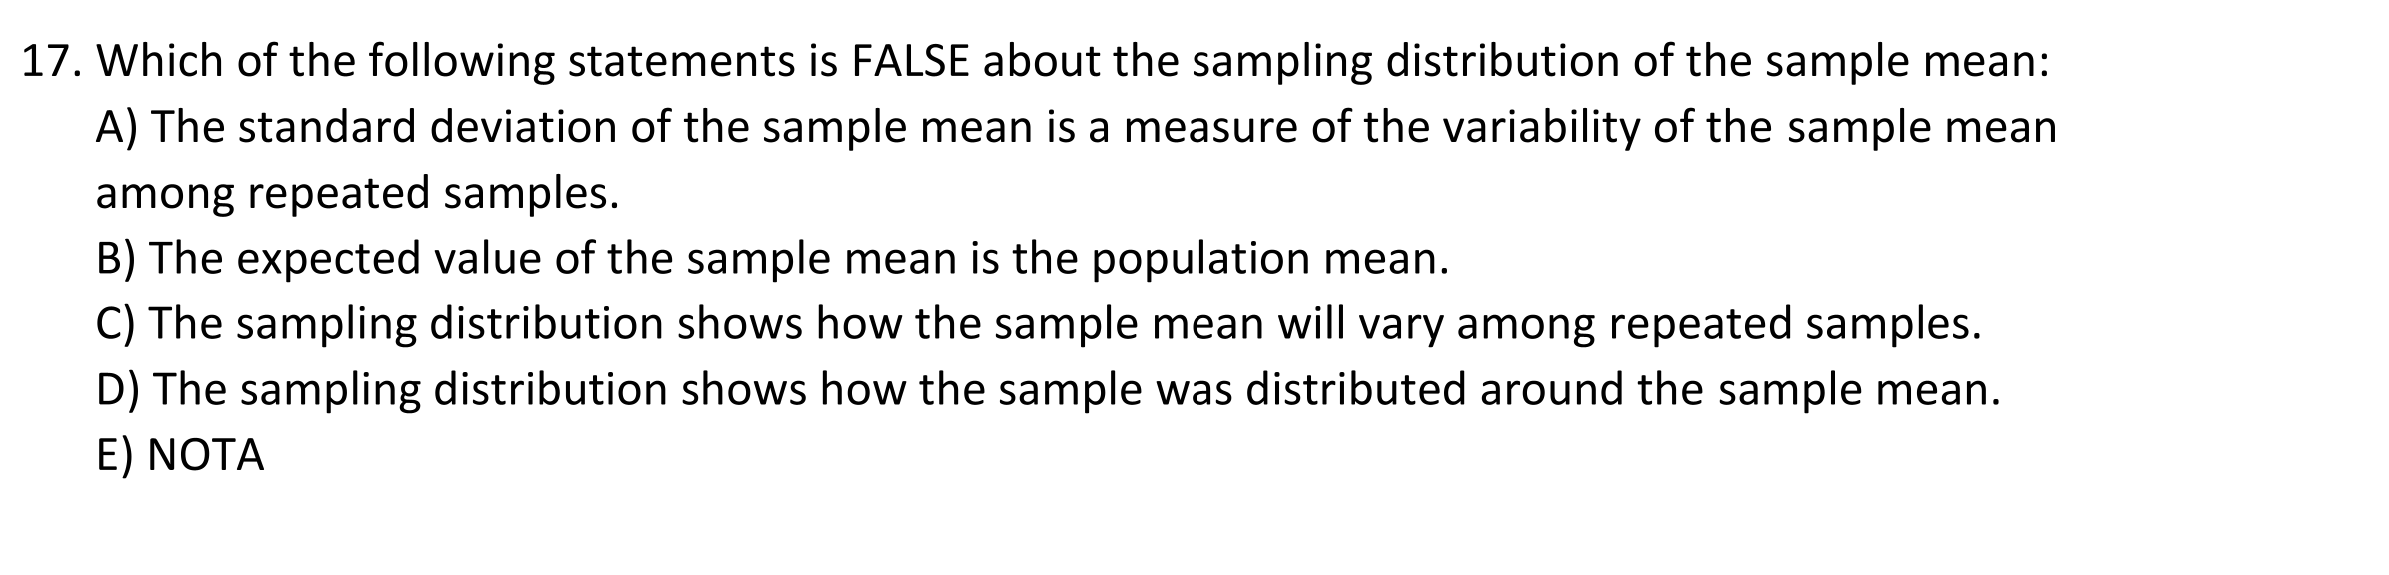 17. Which of the following statements is FALSE about the sampling distribution of the sample mean:
A) The standard deviation of the sample mean is a measure of the variability of the sample mean
among repeated samples.
B) The expected value of the sample mean is the population mean.
C) The sampling distribution shows how the sample mean will vary among repeated samples.
D) The sampling distribution shows how the sample was distributed around the sample mean.
E) NOTA